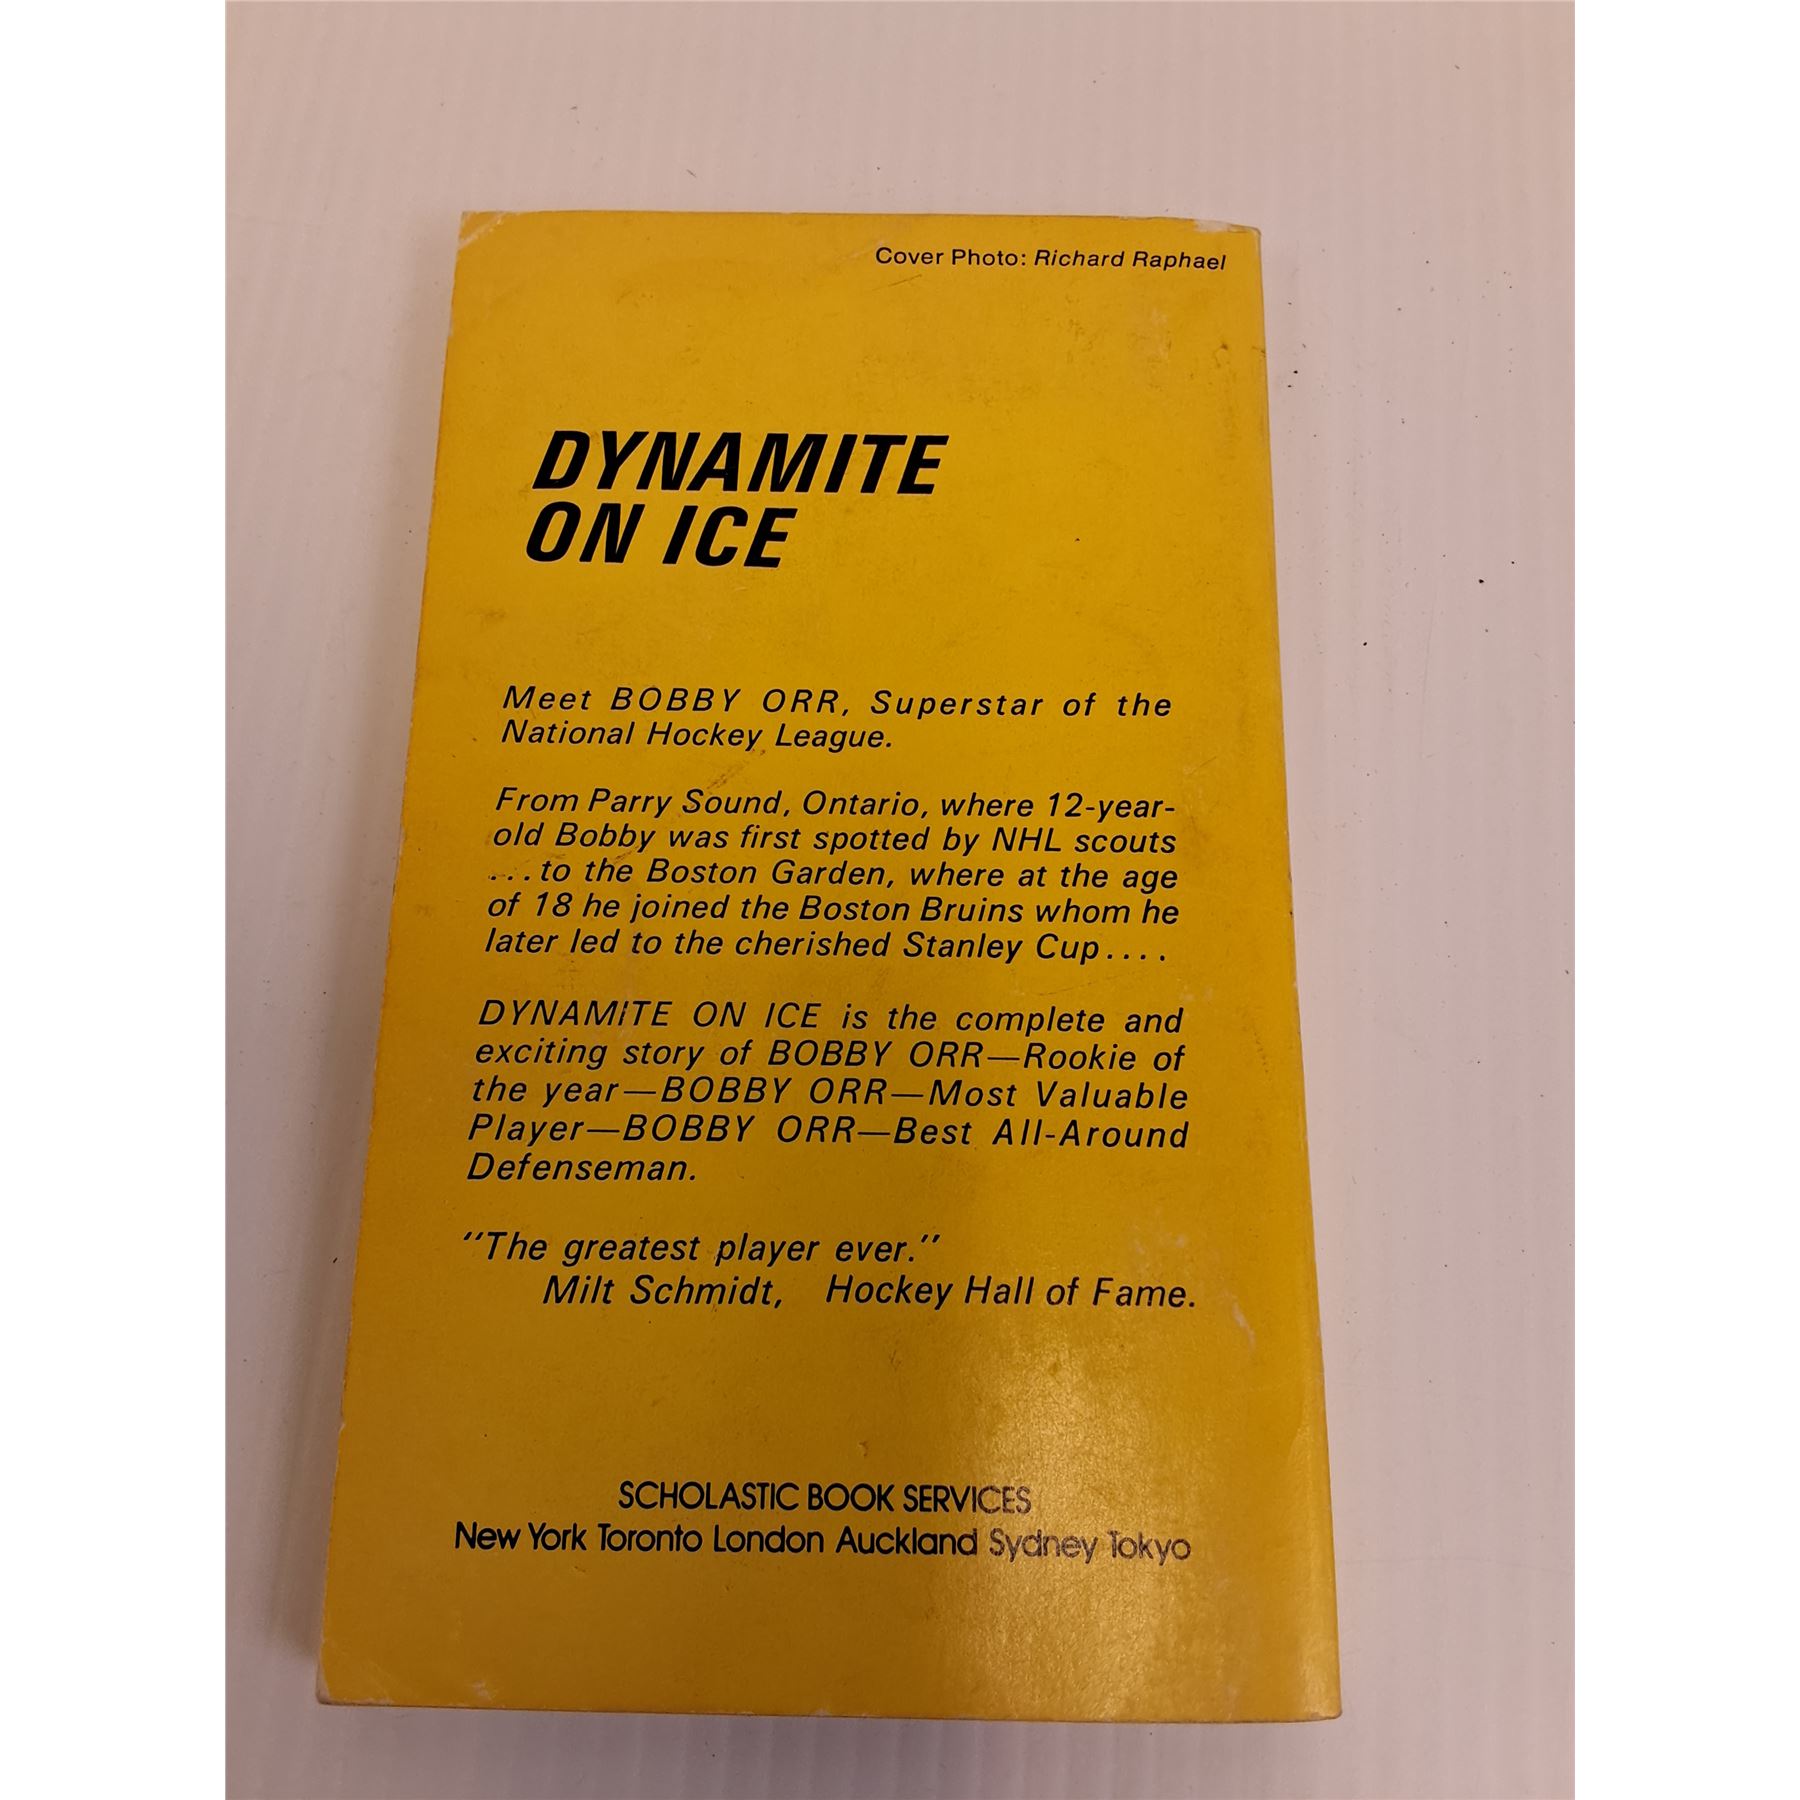 Cover Photo: Richard Raphael
DYNAMITE
ON ICE
Meet BOBBY ORR, Superstar of the
National Hockey League.
From Parry Sound, Ontario, where 12-year-
old Bobby was first spotted by NHL scouts
...to the Boston Garden, where at the age
of 18 he joined the Boston Bruins whom he
later led to the cherished Stanley Cup....
DYNAMITE ON ICE is the complete and
exciting story of BOBBY ORR—Rookie of
the year—BOBBY ORR—Most Valuable
Player—BOBBY ORR—Best All-Around
Defenseman.
"The greatest player ever."
Milt Schmidt, Hockey Hall of Fame.
SCHOLASTIC BOOK SERVICES
New York Toronto London Auckland Sydney Tokyo